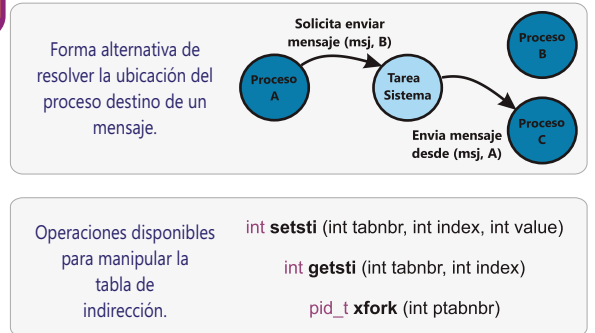 Forma alternativa de
resolver la ubicación del
proceso destino de un
mensaje.
Solicita enviar
mensaje (msj, B)
Proceso
A
Tarea
Sistema
Proceso
B
Envia mensaje
desde (msj, A)
Proceso
C
Operaciones disponibles
para manipular la
tabla de
indirección.
int setsti (int tabnbr, int index, int value)
int getsti (int tabnbr, int index)
pid_t xfork (int ptabnbr)